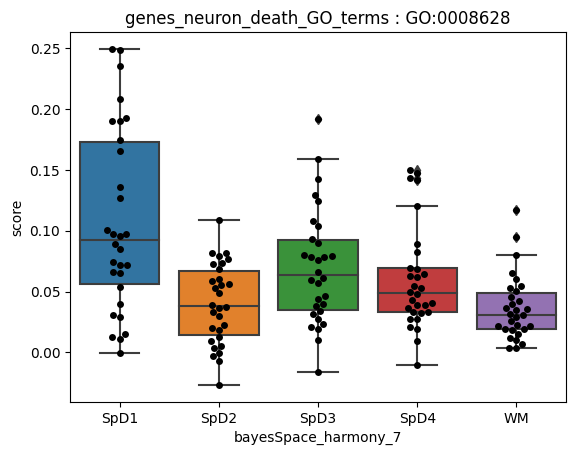 genes_neuron_death_GO_terms : GO:0008628
0.25
0.20
0.15
0.10
0.05
0.00
score
SpD1 SpD2 SpD3 SpD4 WM
bayesSpace_harmony_7